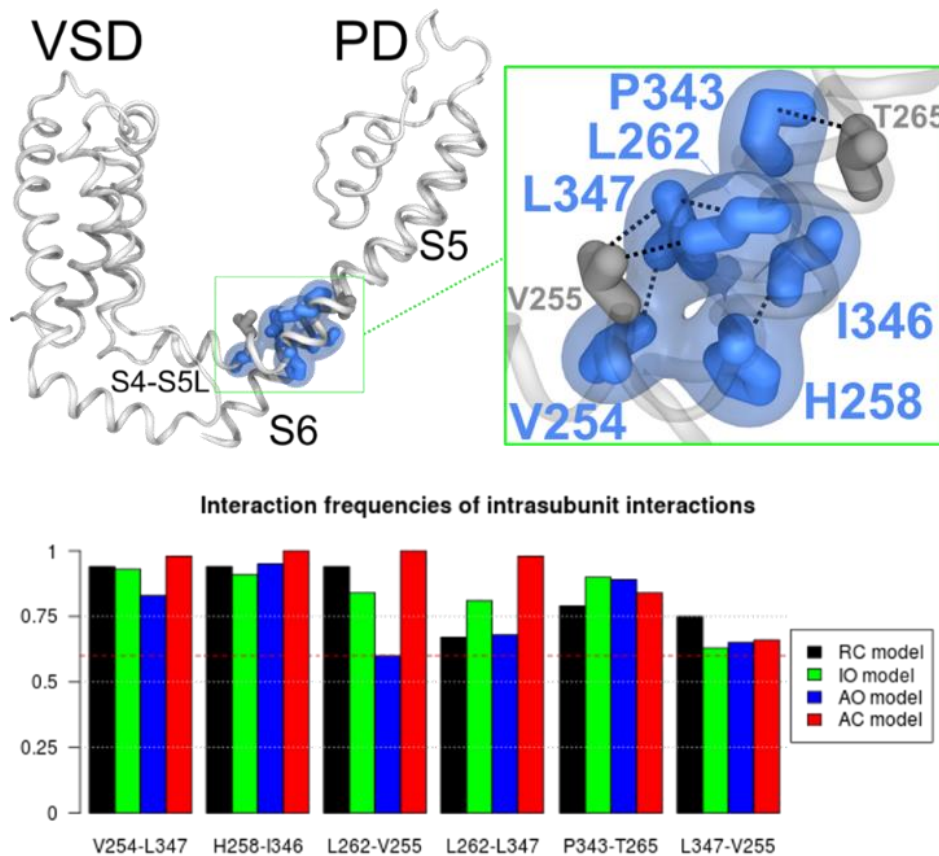 VSD
PD
S5
S4-S5L
S6
P343
T265
L262
L347
V255
I346
V254
H258
Interaction frequencies of intrasubunit interactions
1
0.75
0.5
0.25
0
RC model
IO model
AO model
AC model
V254-L347 H258-I346 L262-V255 L262-L347 P343-T265 L347-V255